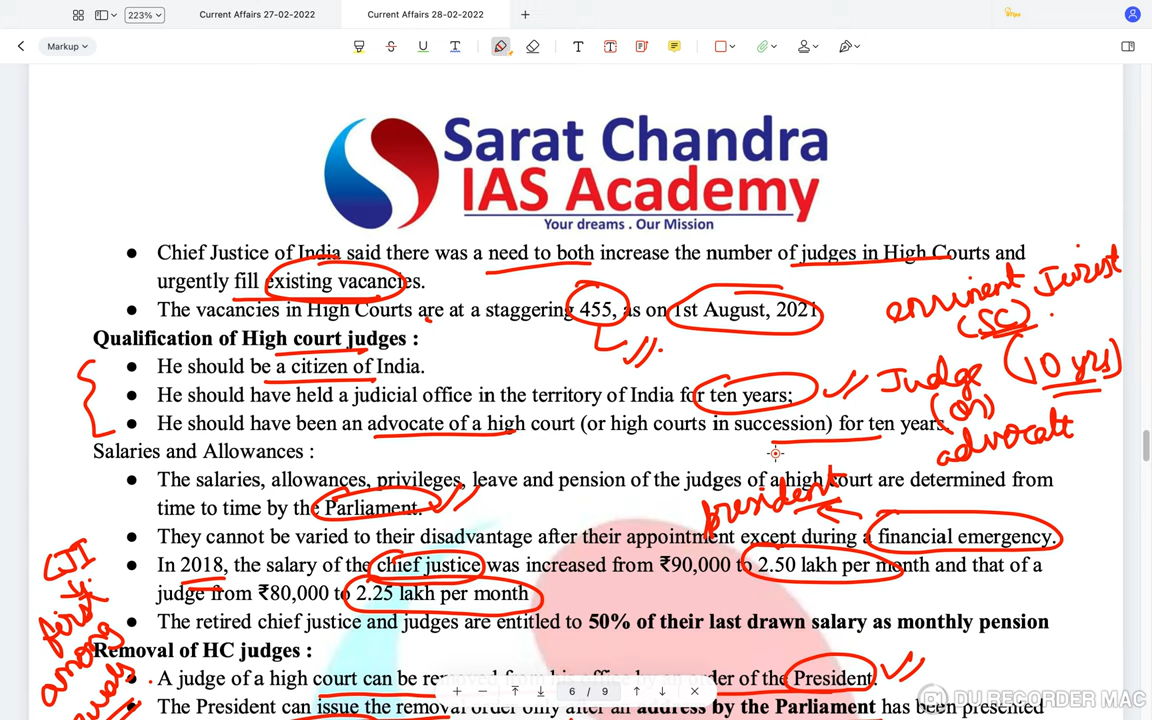 223%
Current Affairs 27-02-2022
Current Affairs 28-02-2022
Markup
Sarat Chandra
IAS Academy
Your dreams . Our Mission
● Chief Justice of India said there was a need to both increase the number of judges in High Courts and
urgently fill existing vacancies.
● The vacancies in High Courts are at a staggering 455, as on 1st August, 2021
eminent Jurist
(SC)
Qualification of High court judges :
● He should be a citizen of India.
● He should have held a judicial office in the territory of India for ten years;
Judge (10 yrs)
(or)
advocate
● He should have been an advocate of a high court (or high courts in succession) for ten years.
Salaries and Allowances :
● The salaries, allowances, privileges, leave and pension of the judges of a high court are determined from
time to time by the Parliament.
president
● They cannot be varied to their disadvantage after their appointment except during a financial emergency.
● In 2018, the salary of the chief justice was increased from ₹90,000 to 2.50 lakh per month and that of a
judge from ₹80,000 to 2.25 lakh per month
● The retired chief justice and judges are entitled to 50% of their last drawn salary as monthly pension
CJI
first
among
equals
Removal of HC judges :
● A judge of a high court can be removed from his office by an order of the President.
6 / 9
● The President can issue the removal order only after an address by the Parliament has been presented
DU RECORDER MAC